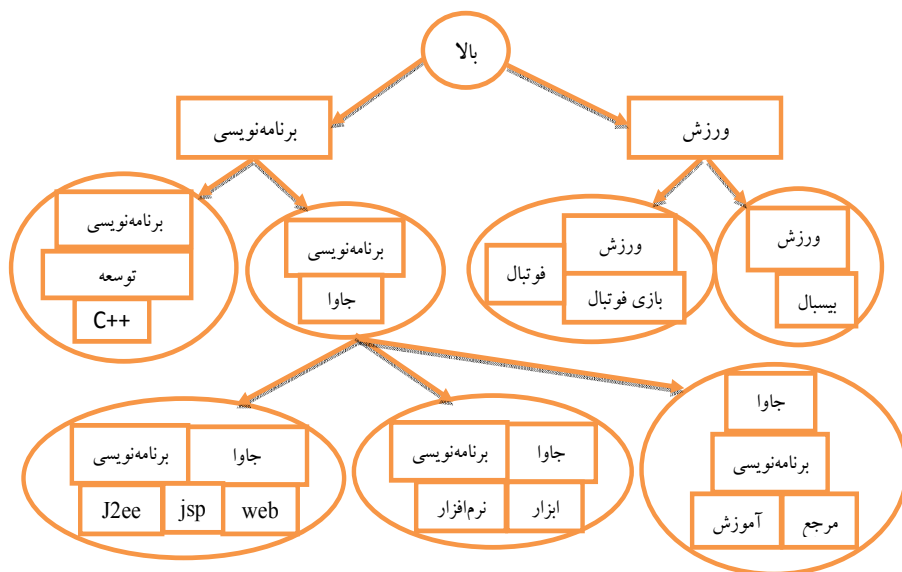 بالا
ورزش
برنامه‌نویسی
ورزش
بیسبال
ورزش
فوتبال
بازی فوتبال
برنامه‌نویسی
جاوا
برنامه‌نویسی
توسعه
C++
جاوا
برنامه‌نویسی
مرجع
آموزش
جاوا
برنامه‌نویسی
ابزار
نرم‌افزار
جاوا
برنامه‌نویسی
J2ee
jsp
web